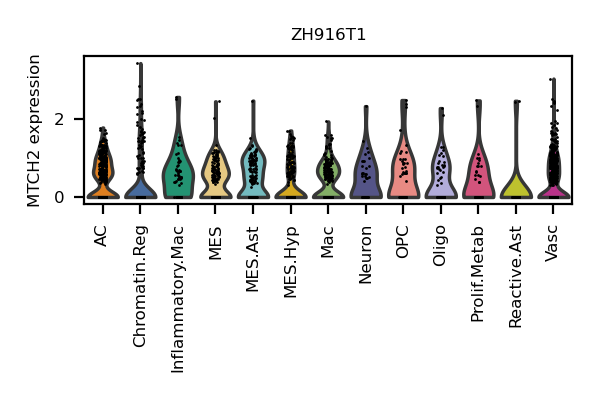 ZH916T1
MTCH2 expression
2
0
AC
Chromatin.Reg
Inflammatory.Mac
MES
MES.Ast
MES.Hyp
Mac
Neuron
OPC
Oligo
Prolif.Metab
Reactive.Ast
Vasc